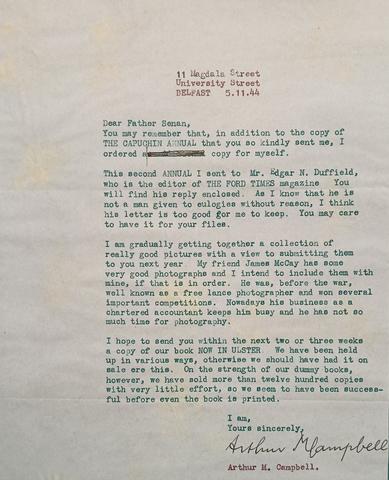 11 Magdala Street
University Street
BELFAST 5.11.44
Dear Father Senan,
You may remember that, in addition to the copy of
THE CAPUCHIN ANNUAL that you so kindly sent me, I
ordered a copy for myself.
This second ANNUAL I sent to Mr. Edgar N. Duffield,
who is the editor of THE FORD TIMES magazine You
will find his reply enclosed. As I know that he is
not a man given to eulogies without reason, I think
his letter is too good for me to keep. You may care
to have it for your files.
I am gradually getting together a collection of
really good pictures with a view to submitting them
to you next year My friend James McCay has some
very good photographs and I intend to include them with
mine, if that is in order. He was, before the war,
well known as a free lance photographer and won several
important competitions. Nowadays his business as a
chartered accountant keeps him busy and he has not so
much time for photography.
I hope to send you within the next two or three weeks
a copy of our book NOW IN ULSTER We have been held
up in various ways, otherwise we should have had it on
sale ere this. On the strength of our dummy books,
however, we have sold more than twelve hundred copies
with very little effort, so we seem to have been success-
ful before even the book is printed.
I am,
Yours sincerely,
Arthur M Campbell
Arthur M. Campbell.